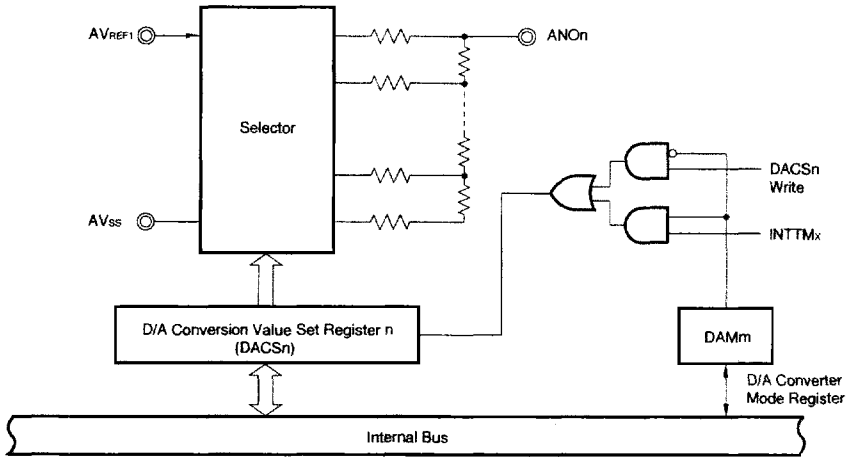 AVREF1
ANOn
Selector
DACSn
Write
AVSS
INTTMx
D/A Conversion Value Set Register n
(DACSn)
DAMm
D/A Converter
Mode Register
Internal Bus